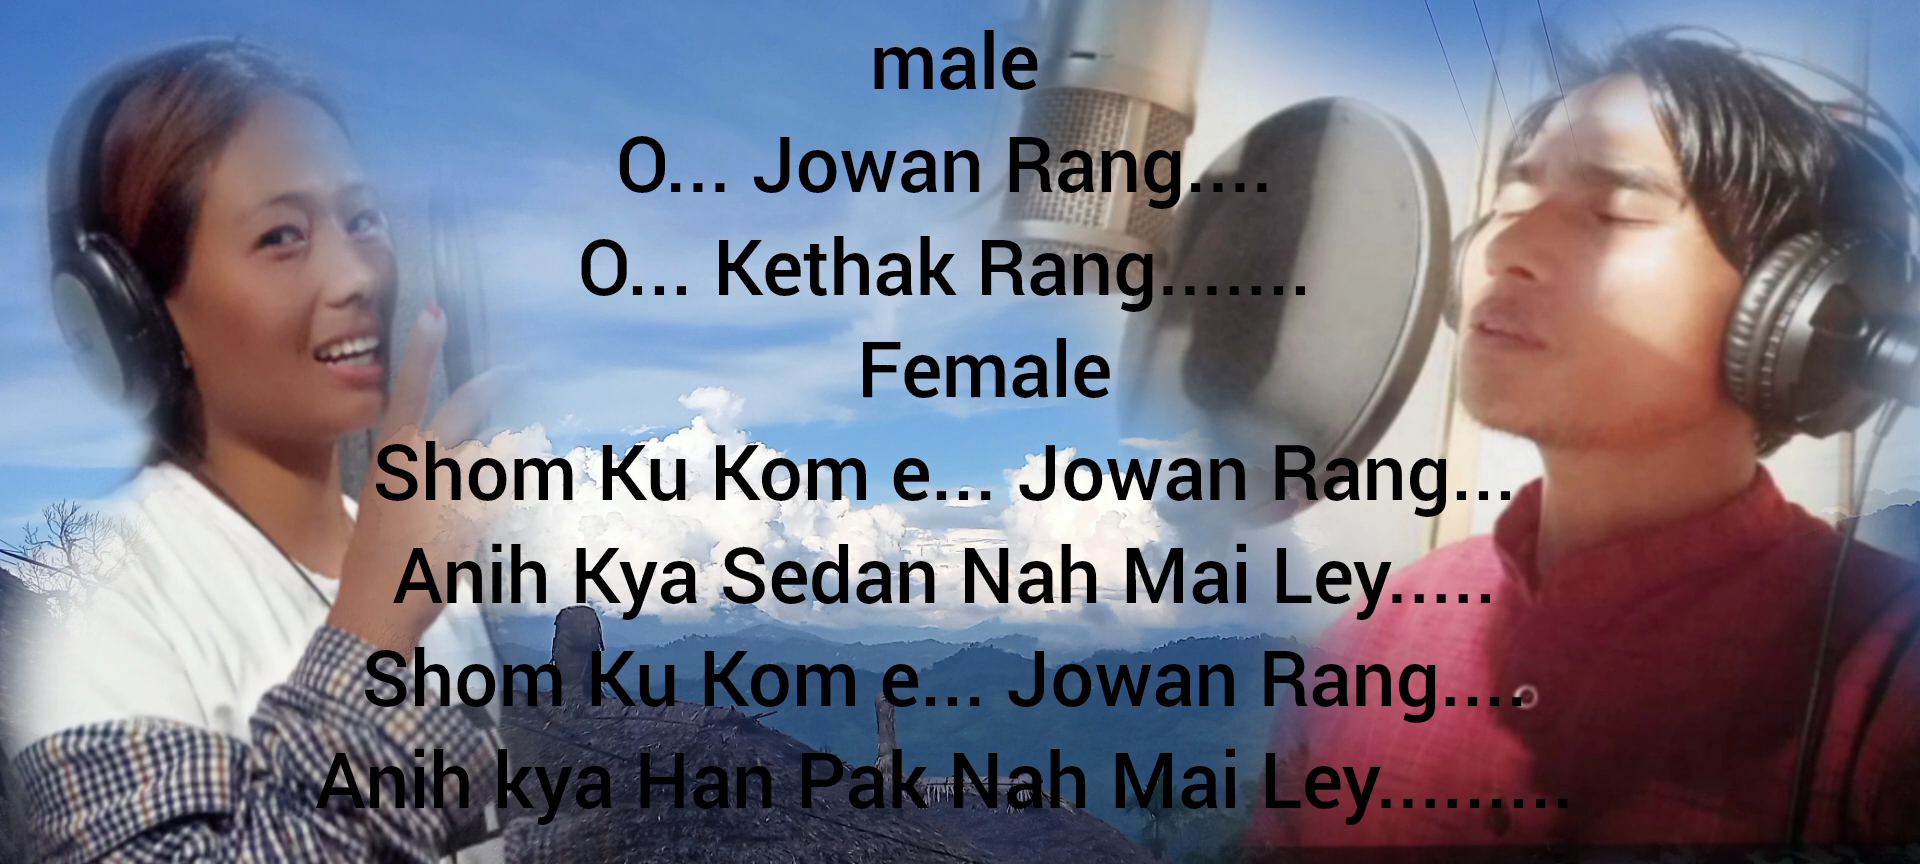 male
O... Jowan Rang....
O... Kethak Rang.......
Female
Shom Ku Kom e... Jowan Rang...
Anih Kya Sedan Nah Mai Ley.....
Shom Ku Kom e... Jowan Rang....
Anih kya Han Pak Nah Mai Ley.........